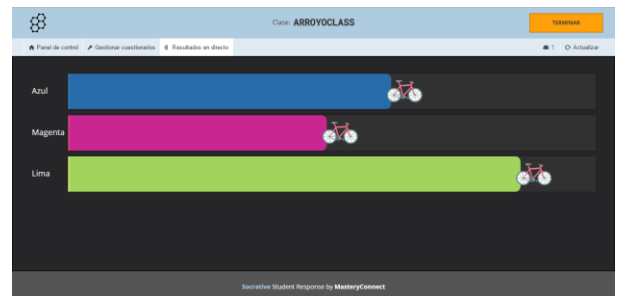 Clase: ARROYOCLASS
TERMINAR
Panel de control Gestionar cuestionarios Resultados en directo 1 Actualizar
Azul
Magenta
Lima
Socrative Student Response by MasteryConnect